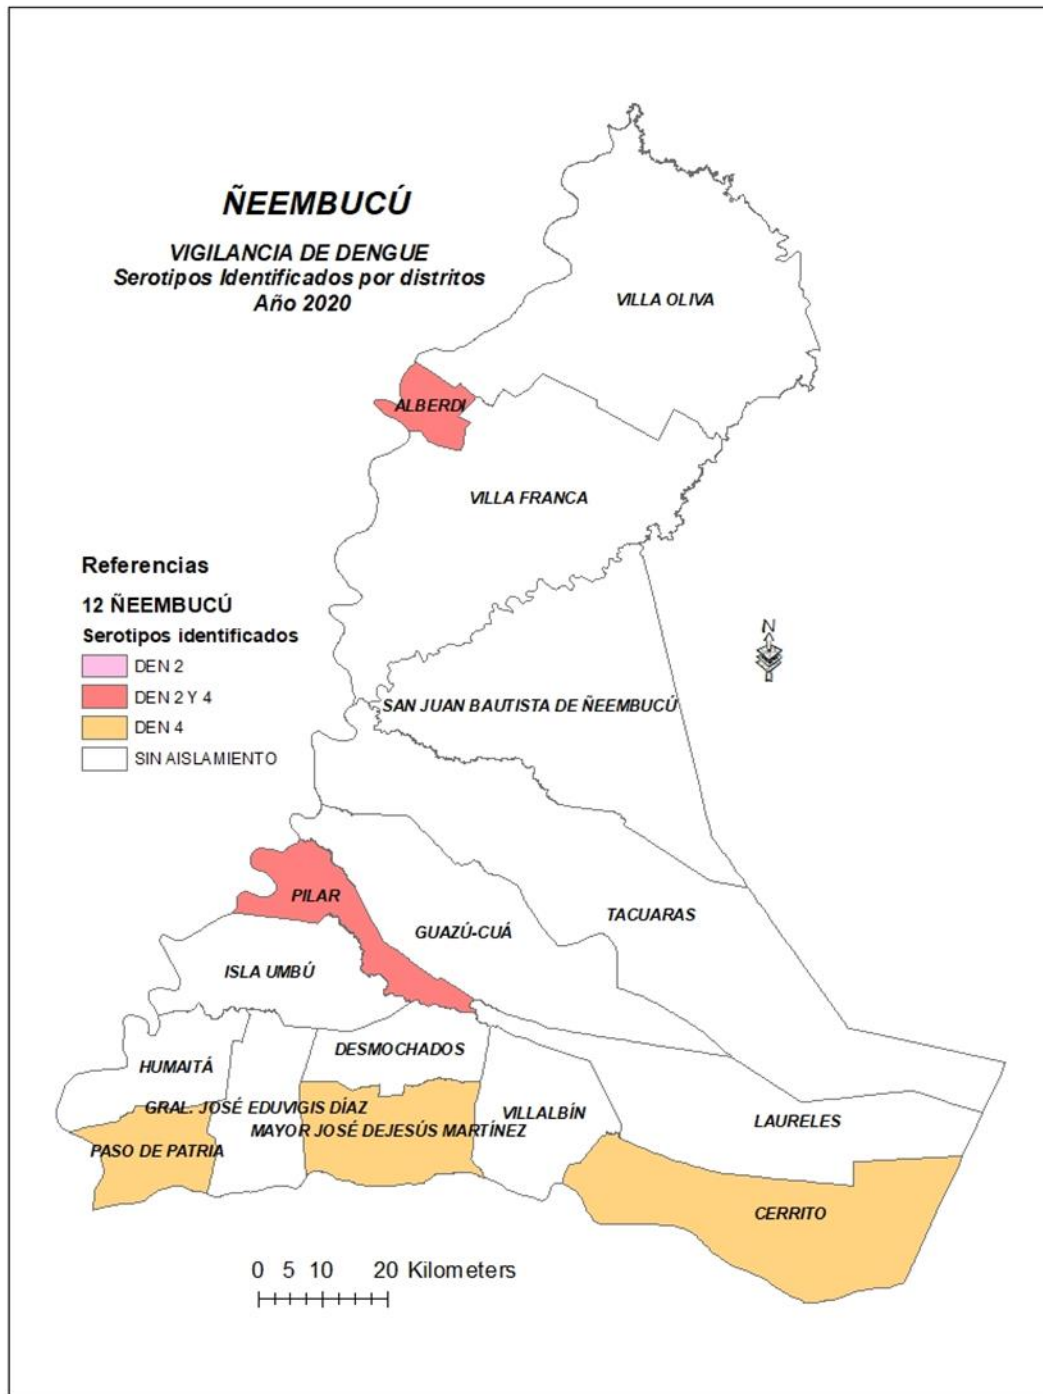 ÑEEMBUCÚ
VIGILANCIA DE DENGUE
Serotipos Identificados por distritos
Año 2020
VILLA OLIVA
ALBERDI
VILLA FRANCA
Referencias
12 ÑEEMBUCÚ
Serotipos identificados
DEN 2
DEN 2 Y 4
DEN 4
SIN AISLAMIENTO
N
SAN JUAN BAUTISTA DE ÑEEMBUCÚ
PILAR
GUAZÚ-CUÁ
TACUARAS
ISLA UMBÚ
DESMOCHADOS
HUMAITÁ
GRAL. JOSÉ EDUVIGIS DÍAZ
VILLALBÍN
LAURELES
MAYOR JOSÉ DEJESÚS MARTÍNEZ
PASO DE PATRIA
CERRITO
0 5 10 20 Kilometers